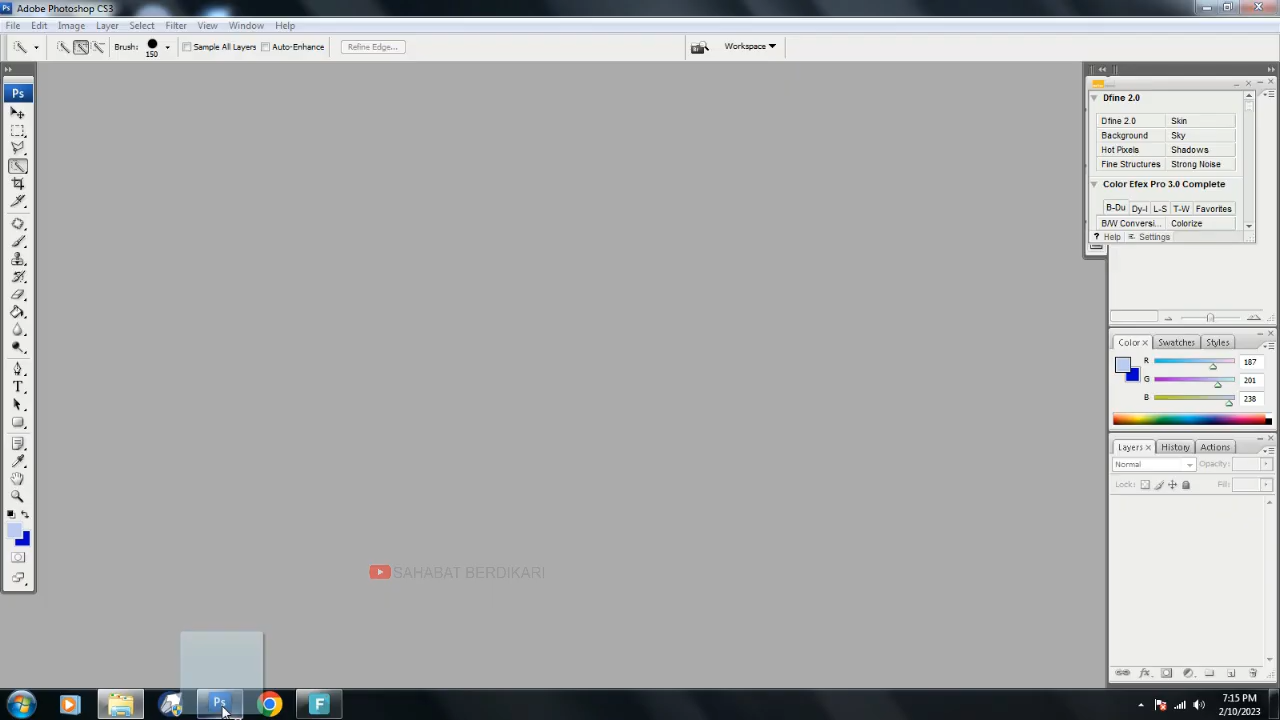 Ps Adobe Photoshop CS3
File Edit Image Layer Select Filter View Window Help
Brush: 150 Sample All Layers Auto-Enhance Refine Edge... Workspace
Ps
Dfine 2.0
Dfine 2.0 Skin
Background Sky
Hot Pixels Shadows
Fine Structures Strong Noise
Color Efex Pro 3.0 Complete
B-Du Dy-I L-S T-W Favorites
B/W Conversi... Colorize
? Help Settings
Color Swatches Styles
R 187
G 201
B 238
T
Layers History Actions
Normal Opacity:
Lock: Fill:
SAHABAT BERDIKARI
Ps F
7:15 PM
2/10/2023